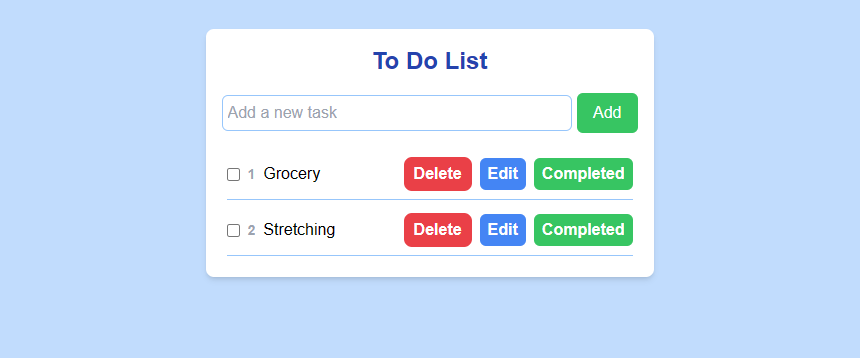 To Do List
Add a new task Add
1 Grocery Delete Edit Completed
2 Stretching Delete Edit Completed